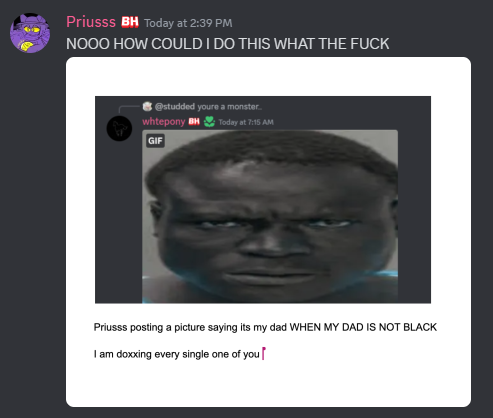 Priusss BH Today at 2:39 PM
NOOO HOW COULD I DO THIS WHAT THE FUCK
@studded youre a monster..
whtepony BH Today at 7:15 AM
GIF
Priusss posting a picture saying its my dad WHEN MY DAD IS NOT BLACK
I am doxxing every single one of you